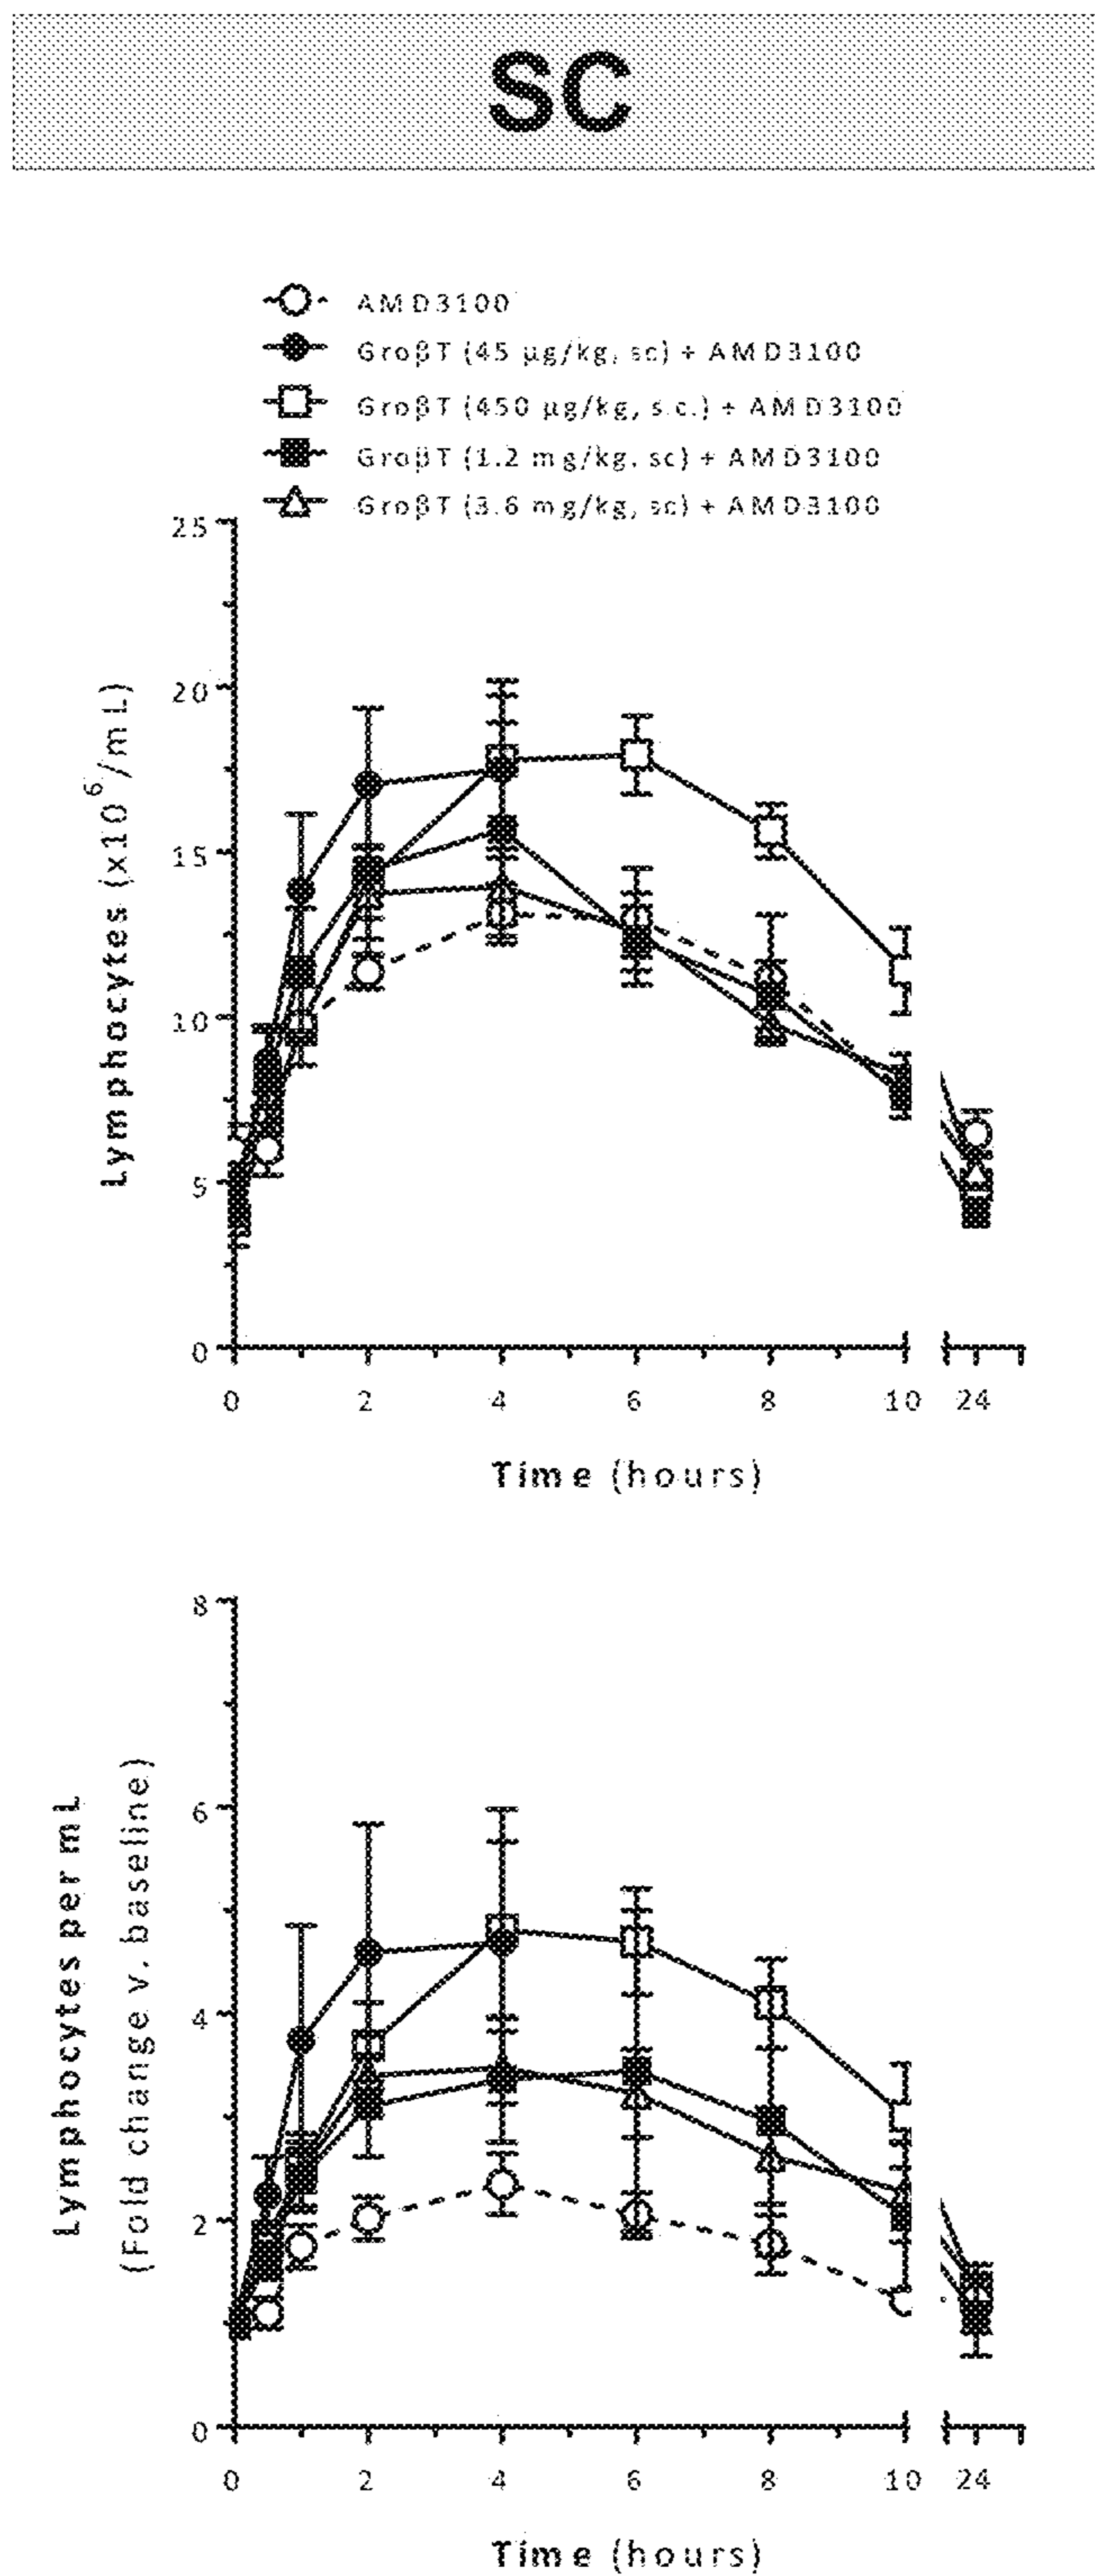 SC
AMD3100
GroβT (45 µg/kg, sc) + AMD3100
GroβT (450 µg/kg, s.c.) + AMD3100
GroβT (1.2 mg/kg, sc) + AMD3100
GroβT (3.6 mg/kg, sc) + AMD3100
Lymphocytes (x10⁶/mL)
25
20
15
10
5
0
0 2 4 6 8 10 24
Time (hours)
Lymphocytes per mL
(Fold change v. baseline)
8
6
4
2
0
0 2 4 6 8 10 24
Time (hours)